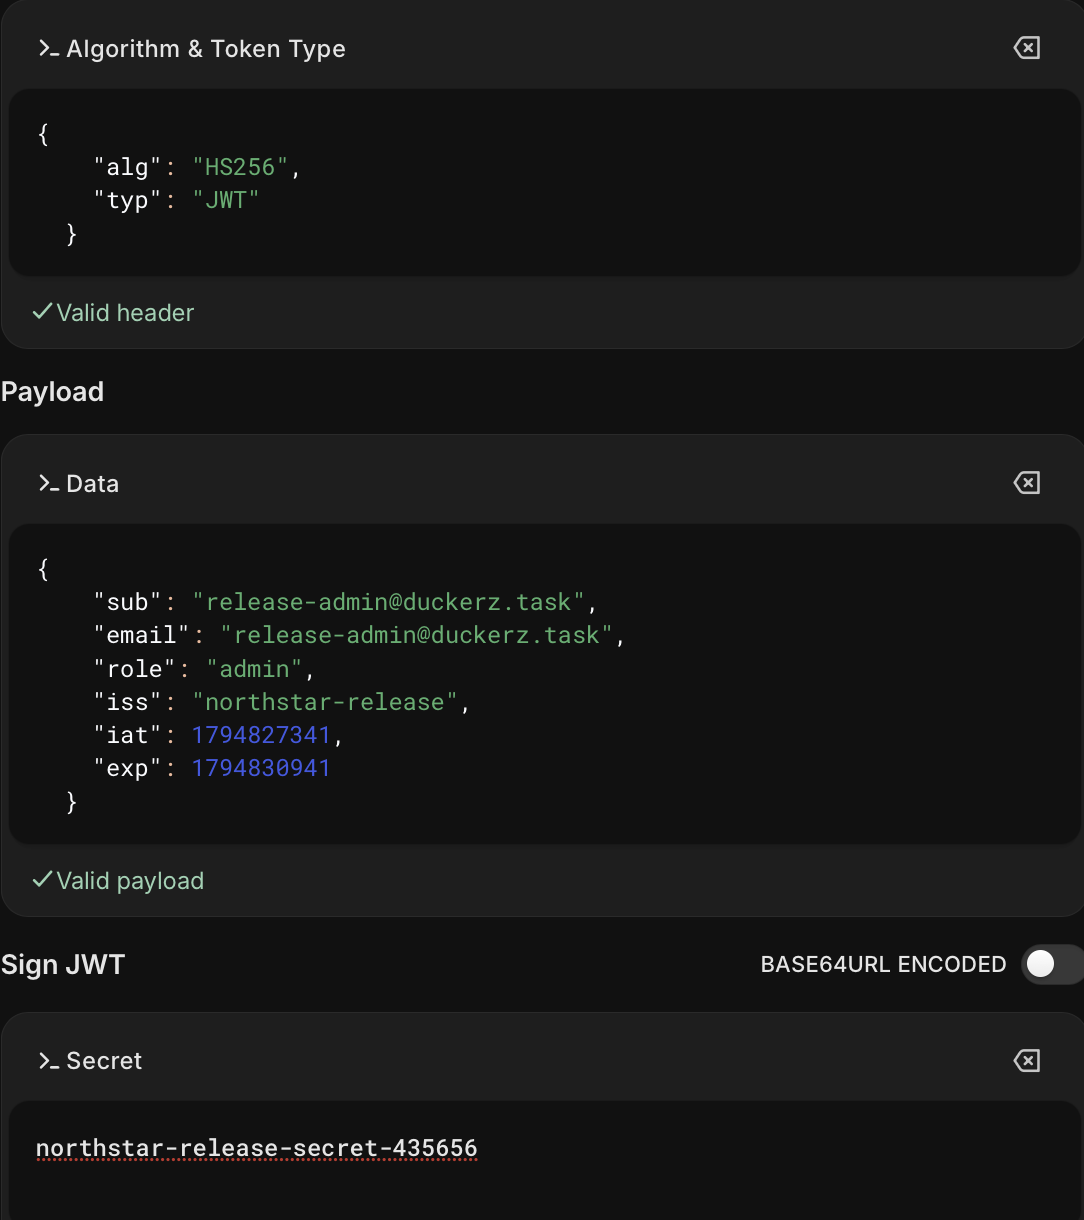 >_ Algorithm & Token Type
{
"alg": "HS256",
"typ": "JWT"
}
Valid header
Payload
>_ Data
{
"sub": "release-admin@duckerz.task",
"email": "release-admin@duckerz.task",
"role": "admin",
"iss": "northstar-release",
"iat": 1794827341,
"exp": 1794830941
}
Valid payload
Sign JWT BASE64URL ENCODED
>_ Secret
northstar-release-secret-435656